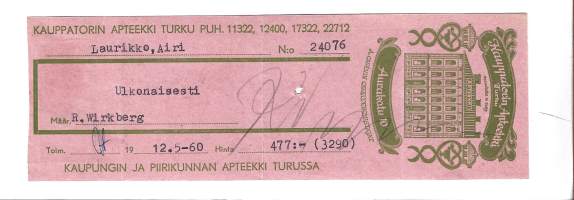 KAUPPATORIN APTEEKKI TURKU PUH. 11322, 12400, 17322, 22712
Laurikko, Airi N:o 24076
Ulkonaisesti
Määr. R. Wirkberg
Toim. 19 12.5-60 Hinta 477:- (3290)
KAUPUNGIN JA PIIRIKUNNAN APTEEKKI TURUSSA
Kauppatorin Apteekki
Turku
Aurakatu 10